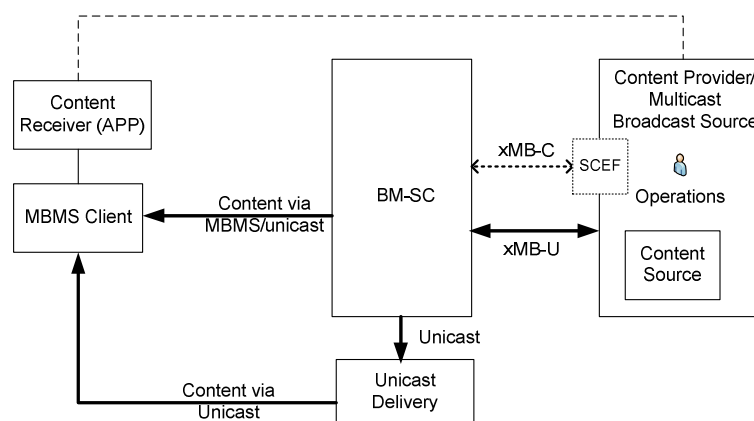 Content
Receiver (APP)
MBMS Client
Content via
MBMS/unicast
BM-SC
xMB-C
xMB-U
SCEF
Content Provider/
Multicast
Broadcast Source
Operations
Content
Source
Unicast
Unicast
Delivery
Content via
Unicast